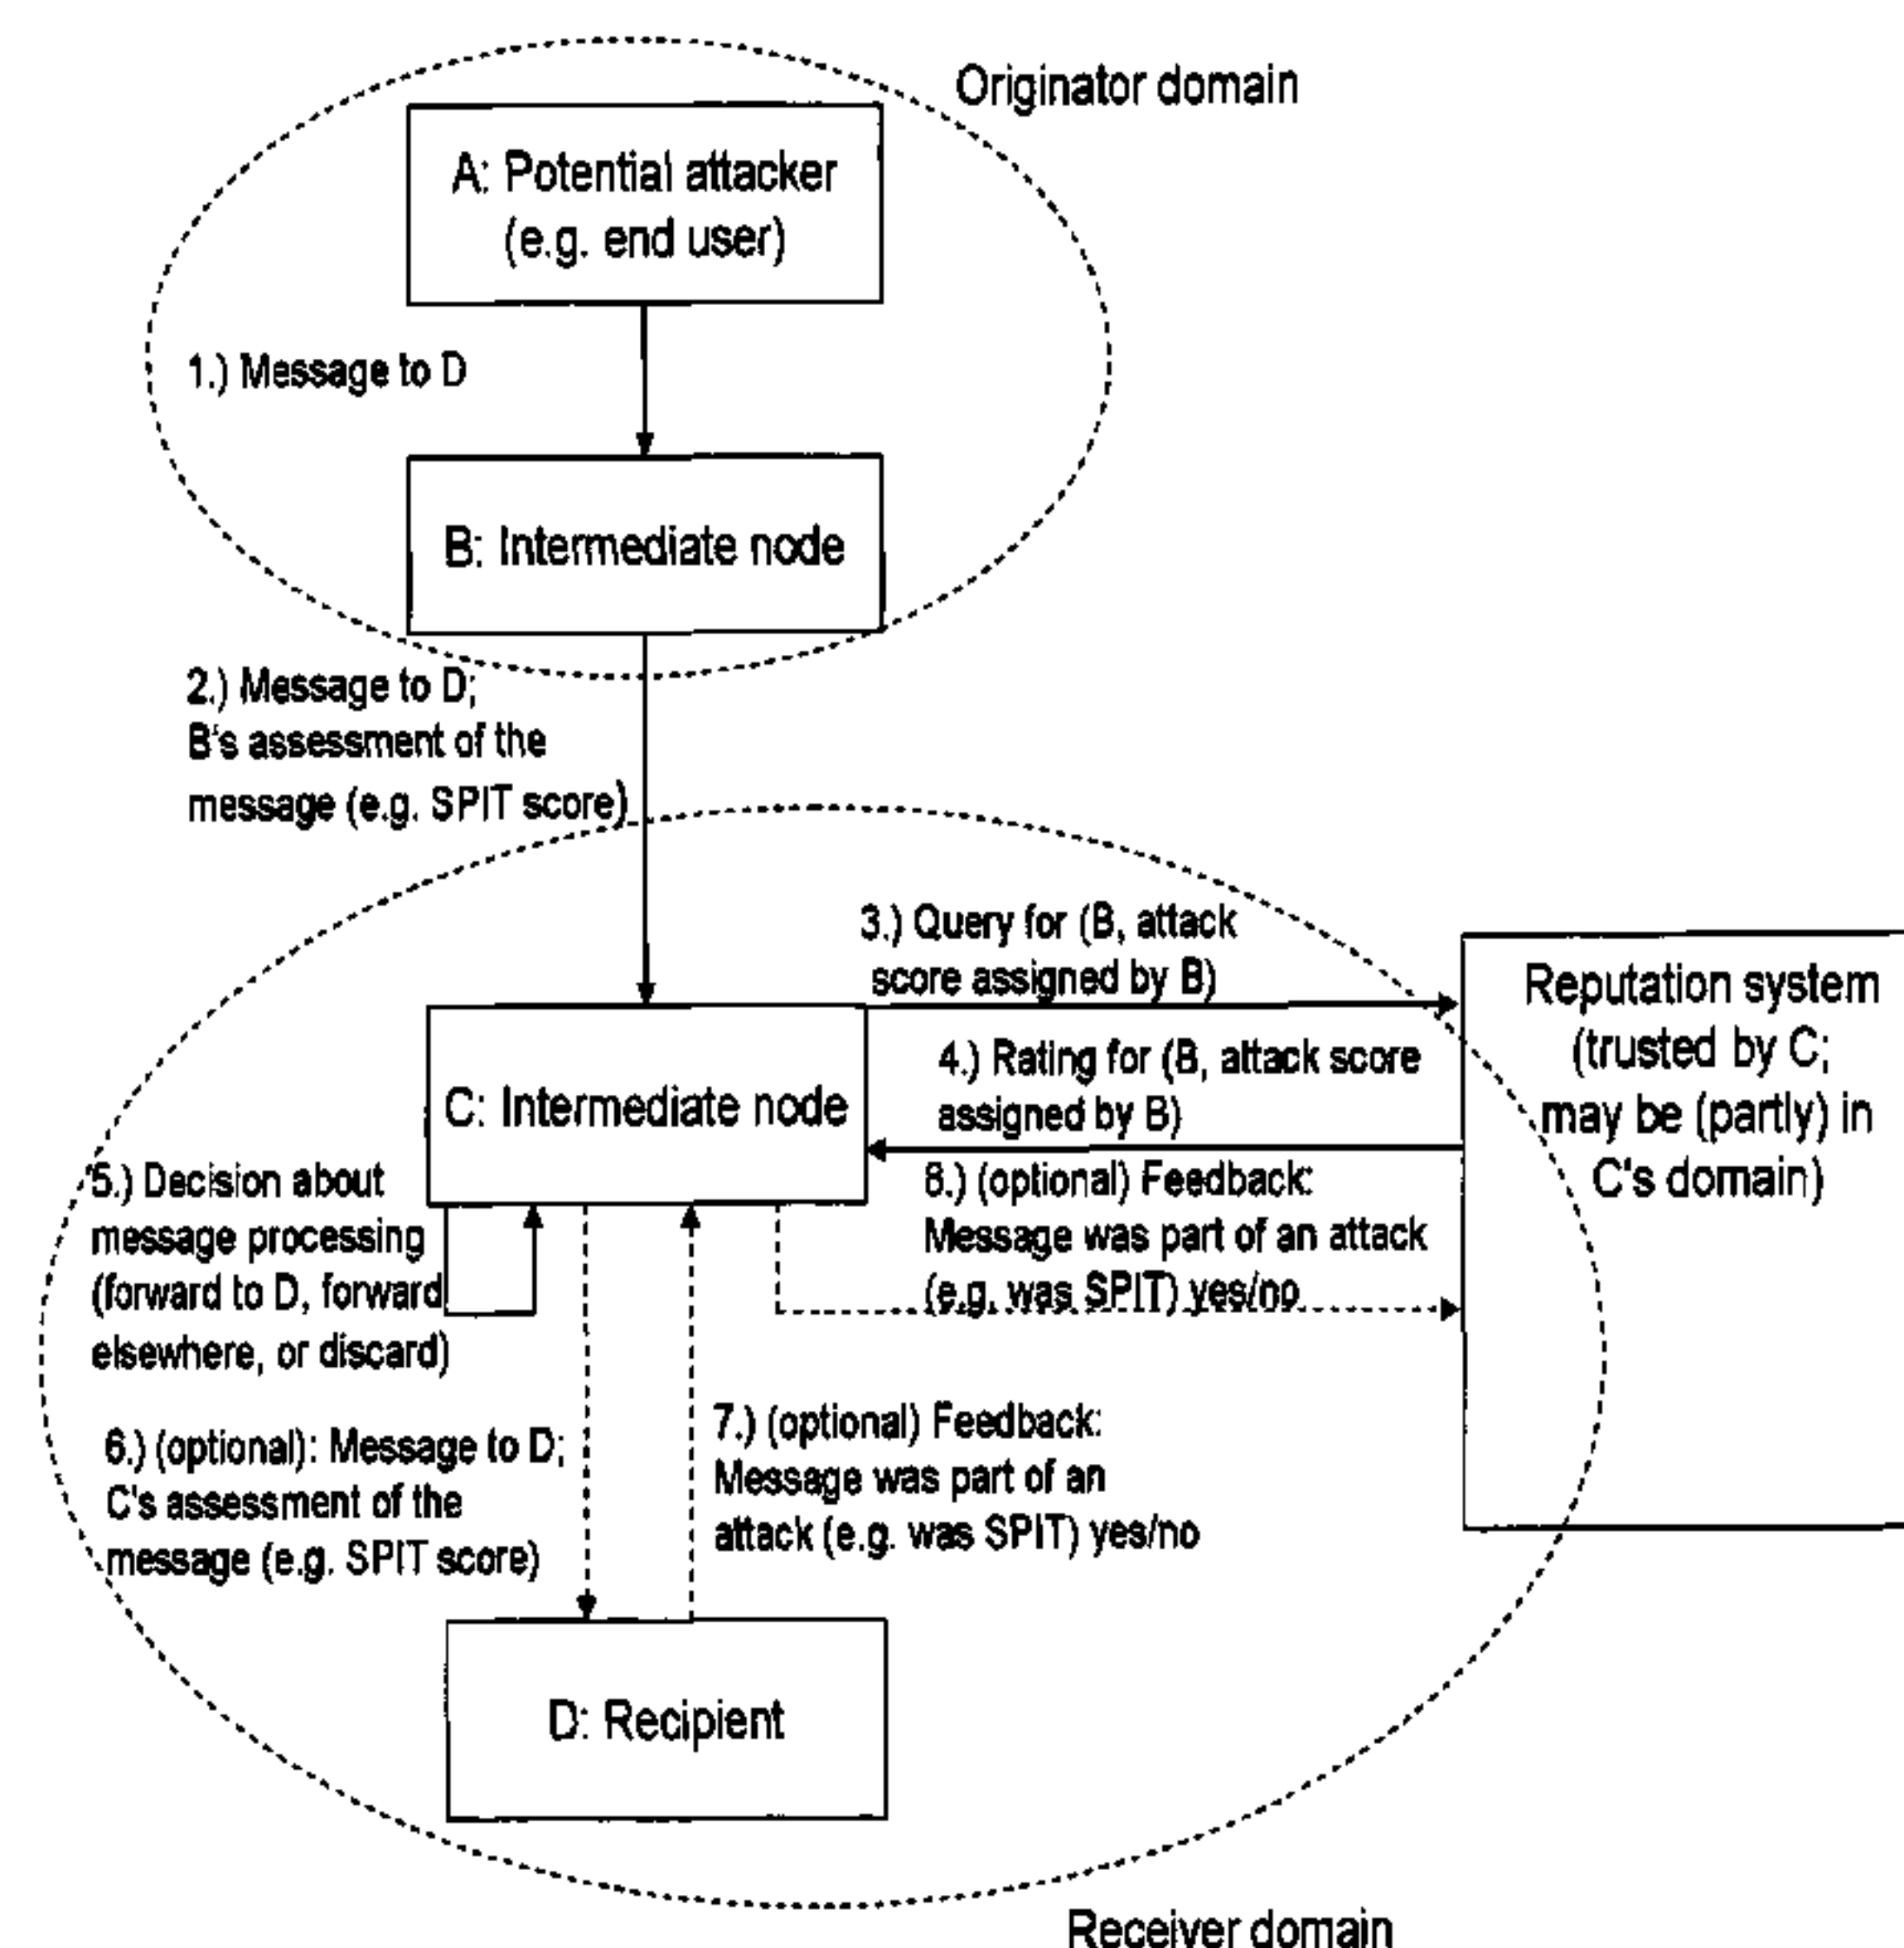 Originator domain
A: Potential attacker
(e.g. end user)
1.) Message to D
B: Intermediate node
2.) Message to D;
B's assessment of the
message (e.g. SPIT score)
3.) Query for (B, attack
score assigned by B)
Reputation system
(trusted by C;
may be (partly) in
C's domain)
4.) Rating for (B, attack score
assigned by B)
C: Intermediate node
5.) Decision about
message processing
(forward to D, forward
elsewhere, or discard)
8.) (optional) Feedback:
Message was part of an attack
(e.g. was SPIT) yes/no
6.) (optional): Message to D;
C's assessment of the
message (e.g. SPIT score)
7.) (optional) Feedback:
Message was part of an
attack (e.g. was SPIT) yes/no
D: Recipient
Receiver domain